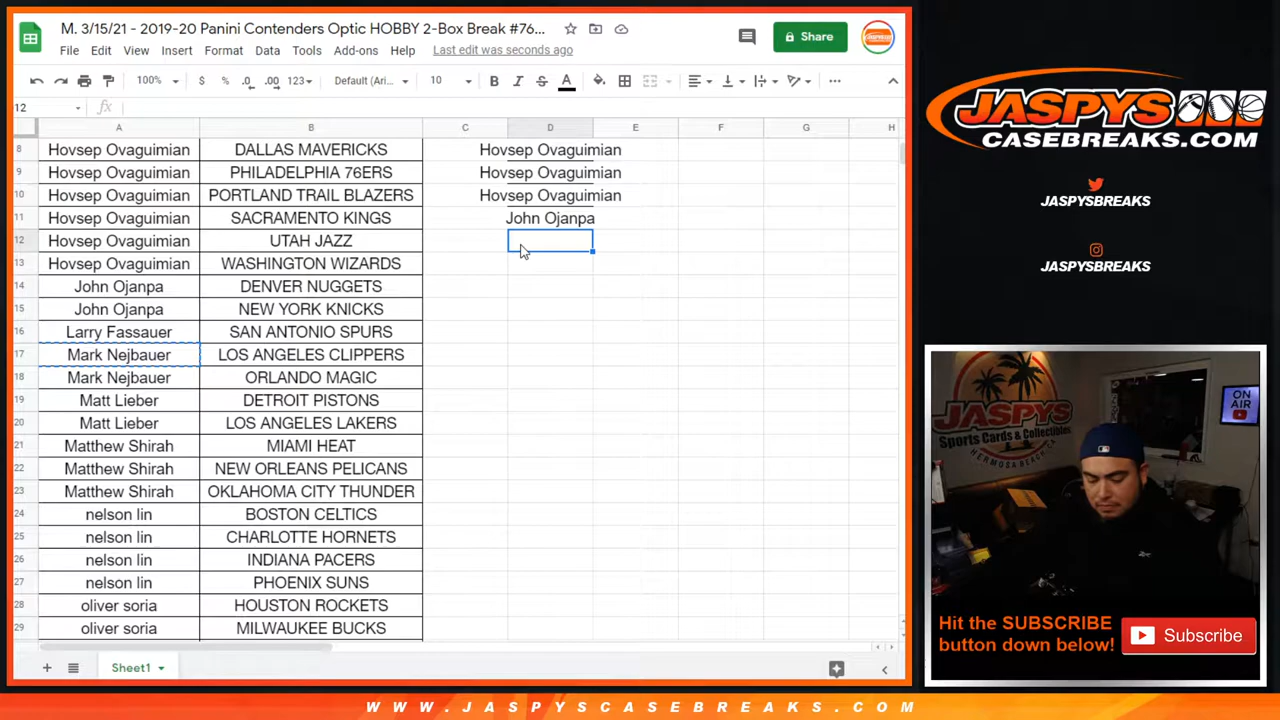 M. 3/15/21 - 2019-20 Panini Contenders Optic HOBBY 2-Box Break #76...
Share
File Edit View Insert Format Data Tools Add-ons Help Last edit was seconds ago
100% $ % .0 .00 123 Default (Ari... 10 B I S A
12 fx
A B C D E F G H
8 Hovsep Ovaguimian DALLAS MAVERICKS Hovsep Ovaguimian
9 Hovsep Ovaguimian PHILADELPHIA 76ERS Hovsep Ovaguimian
10 Hovsep Ovaguimian PORTLAND TRAIL BLAZERS Hovsep Ovaguimian
11 Hovsep Ovaguimian SACRAMENTO KINGS John Ojanpa
12 Hovsep Ovaguimian UTAH JAZZ
13 Hovsep Ovaguimian WASHINGTON WIZARDS
14 John Ojanpa DENVER NUGGETS
15 John Ojanpa NEW YORK KNICKS
16 Larry Fassauer SAN ANTONIO SPURS
17 Mark Nejbauer LOS ANGELES CLIPPERS
18 Mark Nejbauer ORLANDO MAGIC
19 Matt Lieber DETROIT PISTONS
20 Matt Lieber LOS ANGELES LAKERS
21 Matthew Shirah MIAMI HEAT
22 Matthew Shirah NEW ORLEANS PELICANS
23 Matthew Shirah OKLAHOMA CITY THUNDER
24 nelson lin BOSTON CELTICS
25 nelson lin CHARLOTTE HORNETS
26 nelson lin INDIANA PACERS
27 nelson lin PHOENIX SUNS
28 oliver soria HOUSTON ROCKETS
29 oliver soria MILWAUKEE BUCKS
Sheet1
JASPYS
CASEBREAKS.COM
JASPYSBREAKS
JASPYSBREAKS
JASPYS
Sports Cards & Collectibles
HERMOSA BEACH, CA
ON AIR
Hit the SUBSCRIBE
button down below!
Subscribe
WWW.JASPYSCASEBREAKS.COM